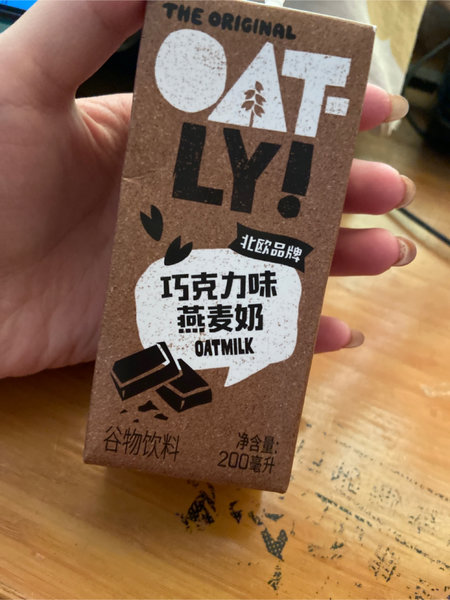 THE ORIGINAL
OAT-
LY!
北欧品牌
巧克力味
燕麦奶
OATMILK
谷物饮料
净含量:
200毫升